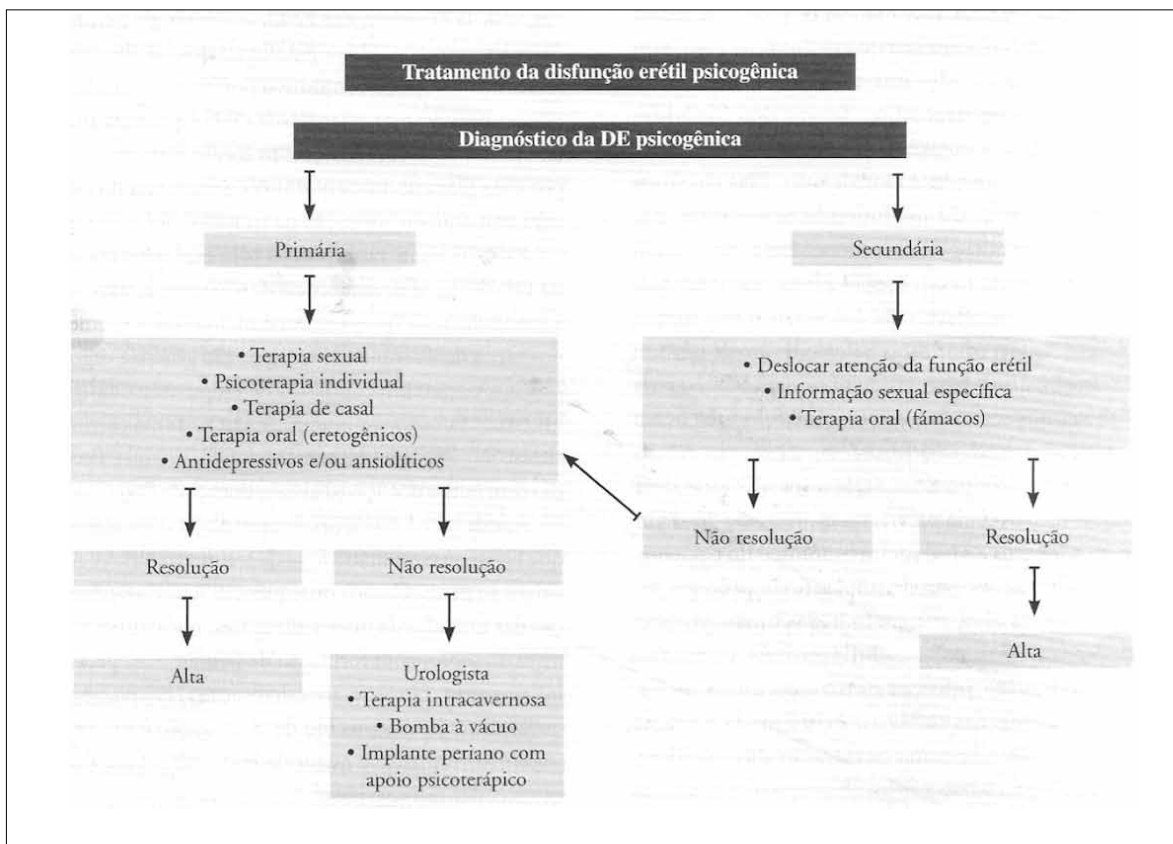 Tratamento da disfunção erétil psicogênica
Diagnóstico da DE psicogênica
Primária
Secundária
• Terapia sexual
• Psicoterapia individual
• Terapia de casal
• Terapia oral (eretogênicos)
• Antidepressivos e/ou ansiolíticos
• Deslocar atenção da função erétil
• Informação sexual específica
• Terapia oral (fámacos)
Resolução
Não resolução
Não resolução
Resolução
Alta
Urologista
• Terapia intracavernosa
• Bomba à vácuo
• Implante periano com
apoio psicoterápico
Alta